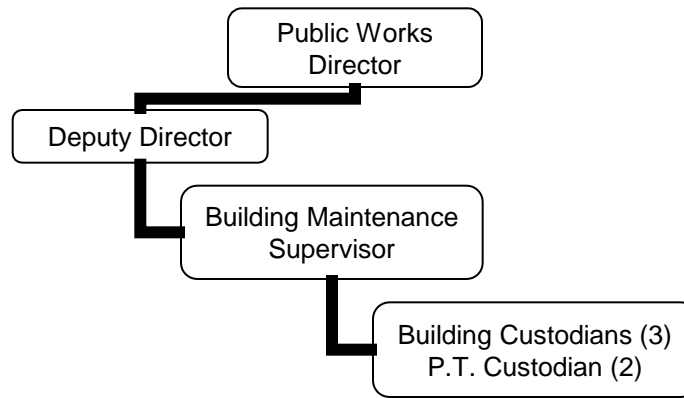 Public Works
Director
Deputy Director
Building Maintenance
Supervisor
Building Custodians (3)
P.T. Custodian (2)